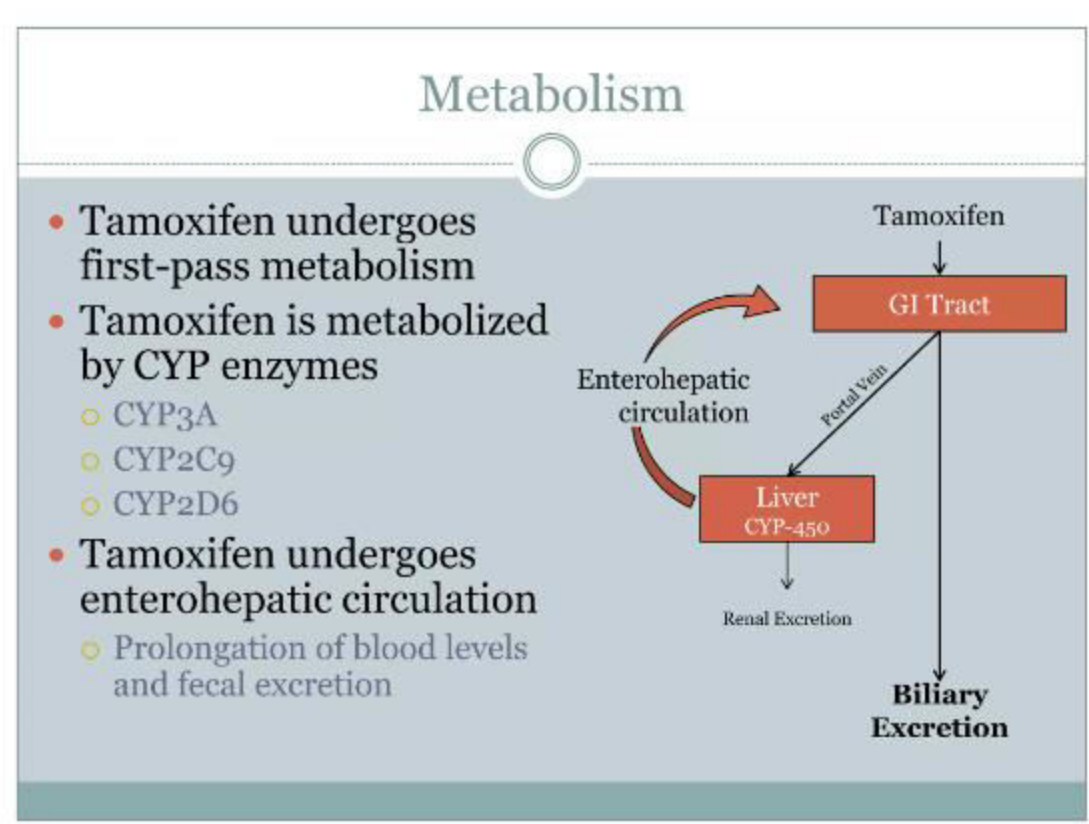 Metabolism
• Tamoxifen undergoes
first-pass metabolism
• Tamoxifen is metabolized
by CYP enzymes
○ CYP3A
○ CYP2C9
○ CYP2D6
• Tamoxifen undergoes
enterohepatic circulation
○ Prolongation of blood levels
and fecal excretion
Tamoxifen
GI Tract
Portal Vein
Enterohepatic
circulation
Liver
CYP-450
Renal Excretion
Biliary
Excretion